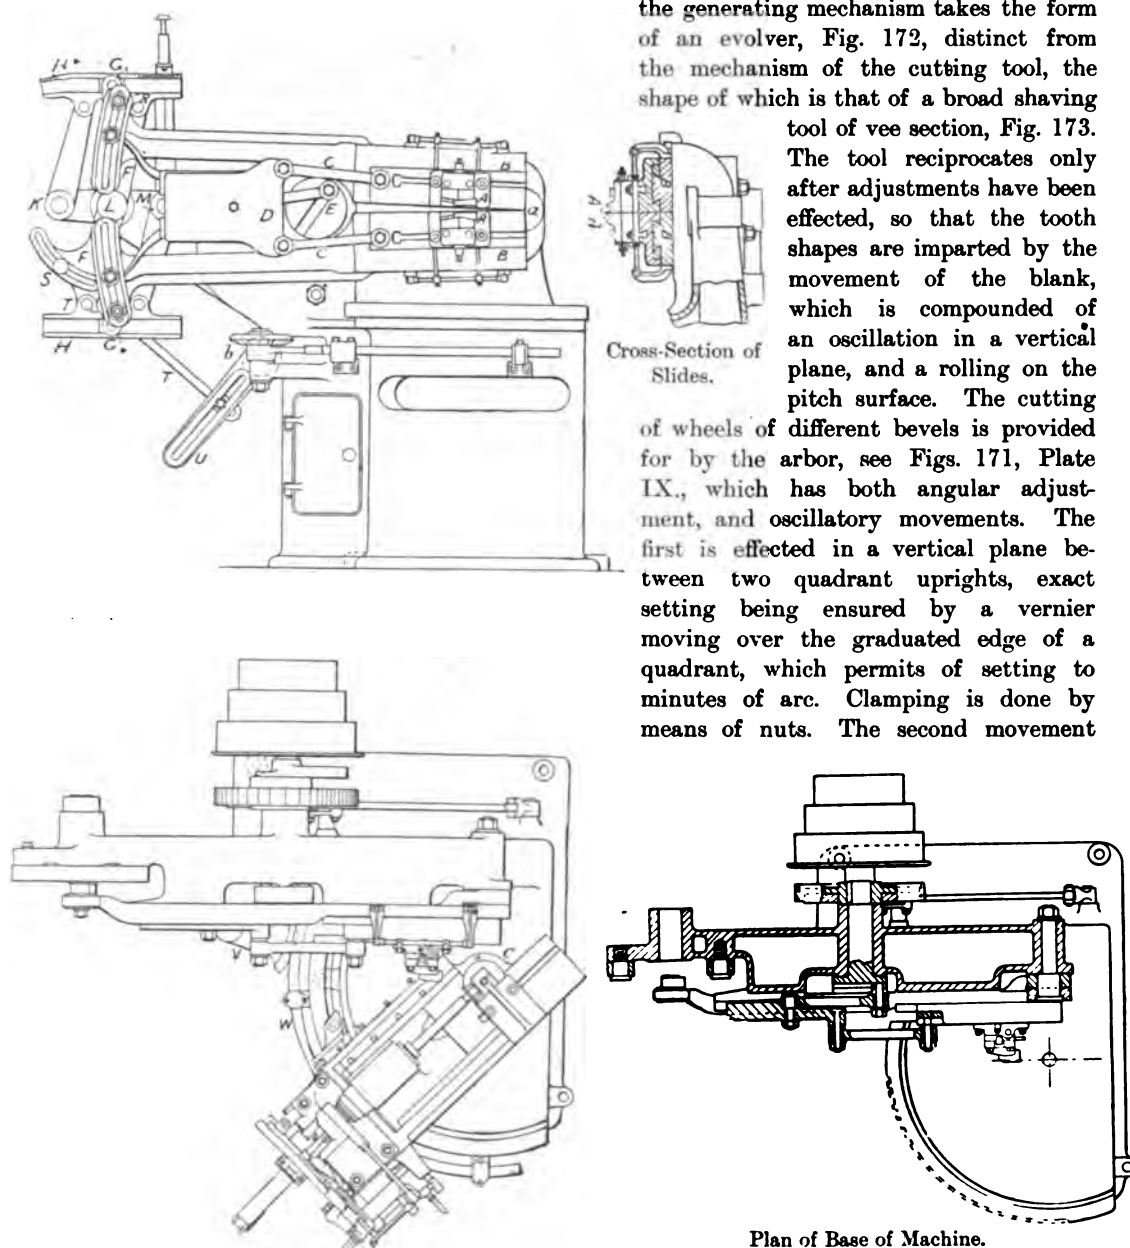 the generating mechanism takes the form
of an evolver, Fig. 172, distinct from
the mechanism of the cutting tool, the
shape of which is that of a broad shaving
tool of vee section, Fig. 173.
The tool reciprocates only
after adjustments have been
effected, so that the tooth
shapes are imparted by the
movement of the blank,
which is compounded of
an oscillation in a vertical
plane, and a rolling on the
pitch surface. The cutting
of wheels of different bevels is provided
for by the arbor, see Figs. 171, Plate
IX., which has both angular adjust-
ment, and oscillatory movements. The
first is effected in a vertical plane be-
tween two quadrant uprights, exact
setting being ensured by a vernier
moving over the graduated edge of a
quadrant, which permits of setting to
minutes of arc. Clamping is done by
means of nuts. The second movement
Cross-Section of
Slides.
Plan of Base of Machine.
K
L
M
D
E
C
C
B
B
A
A
a
F
F
S
T
H
G
b
T
U
V
W
C